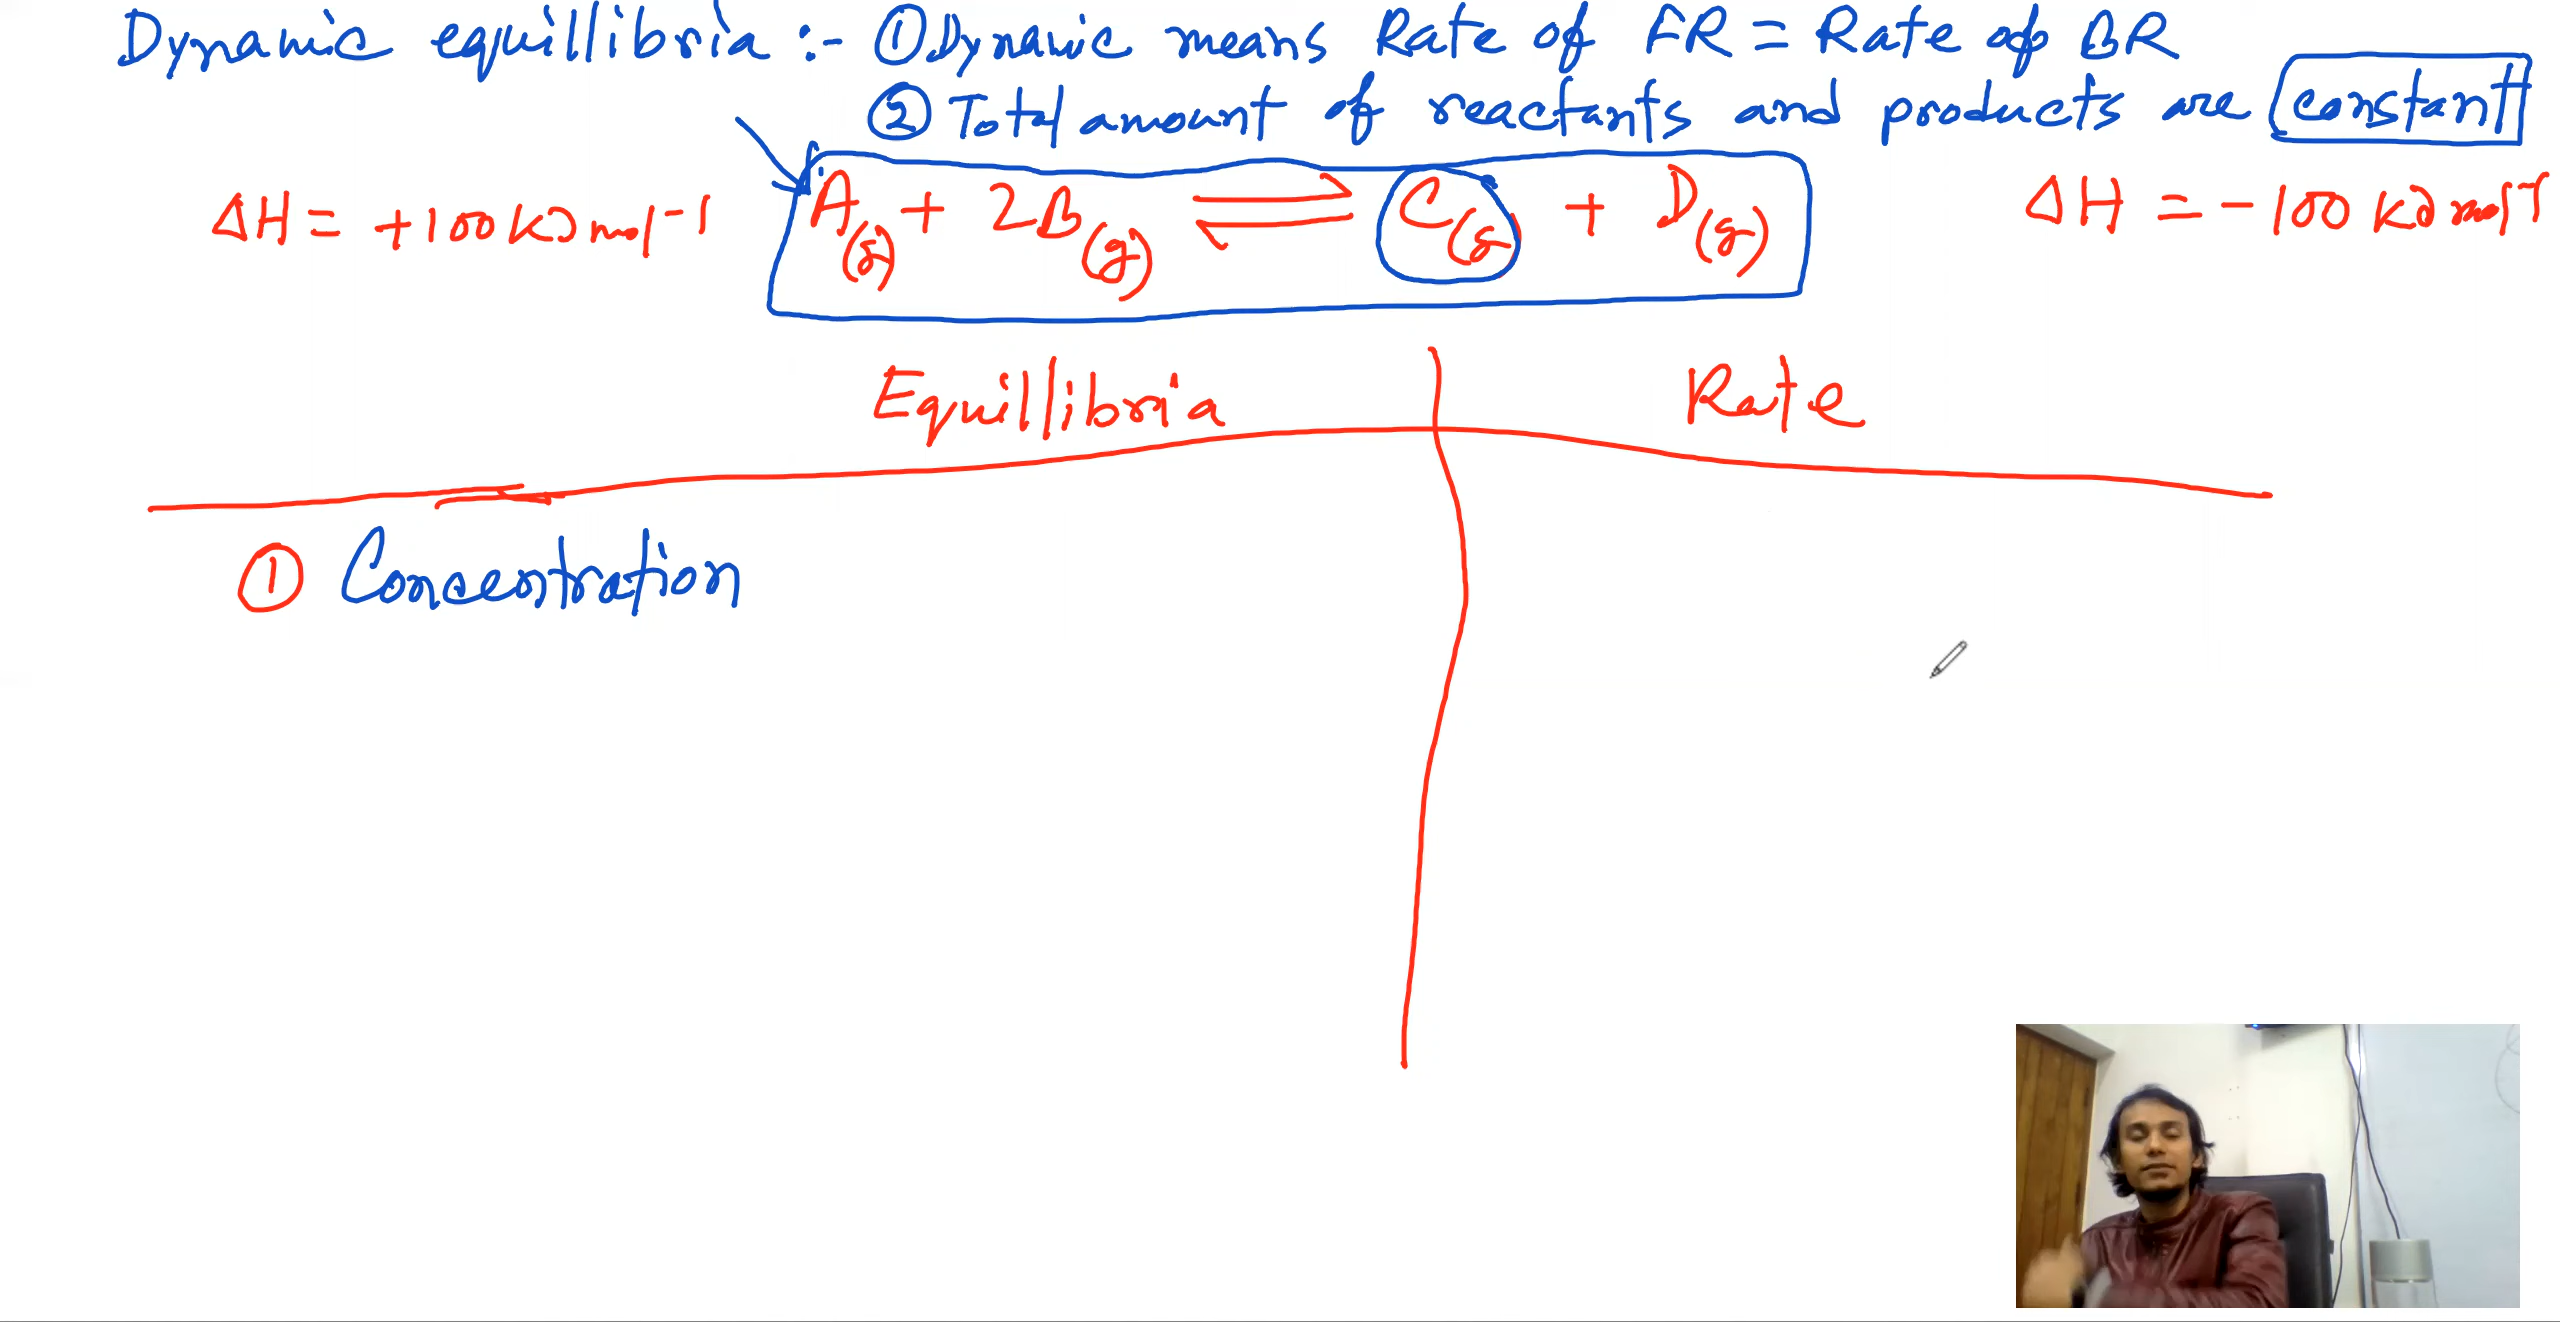 Dynamic equillibria :- ① Dynamic means Rate of FR = Rate of BR
② Total amount of reactants and products are constant
ΔH = +100 kJ mol⁻¹ A(g) + 2B(g) ⇌ C(g) + D(g) ΔH = -100 kJ mol⁻¹
Equillibria Rate
① Concentration